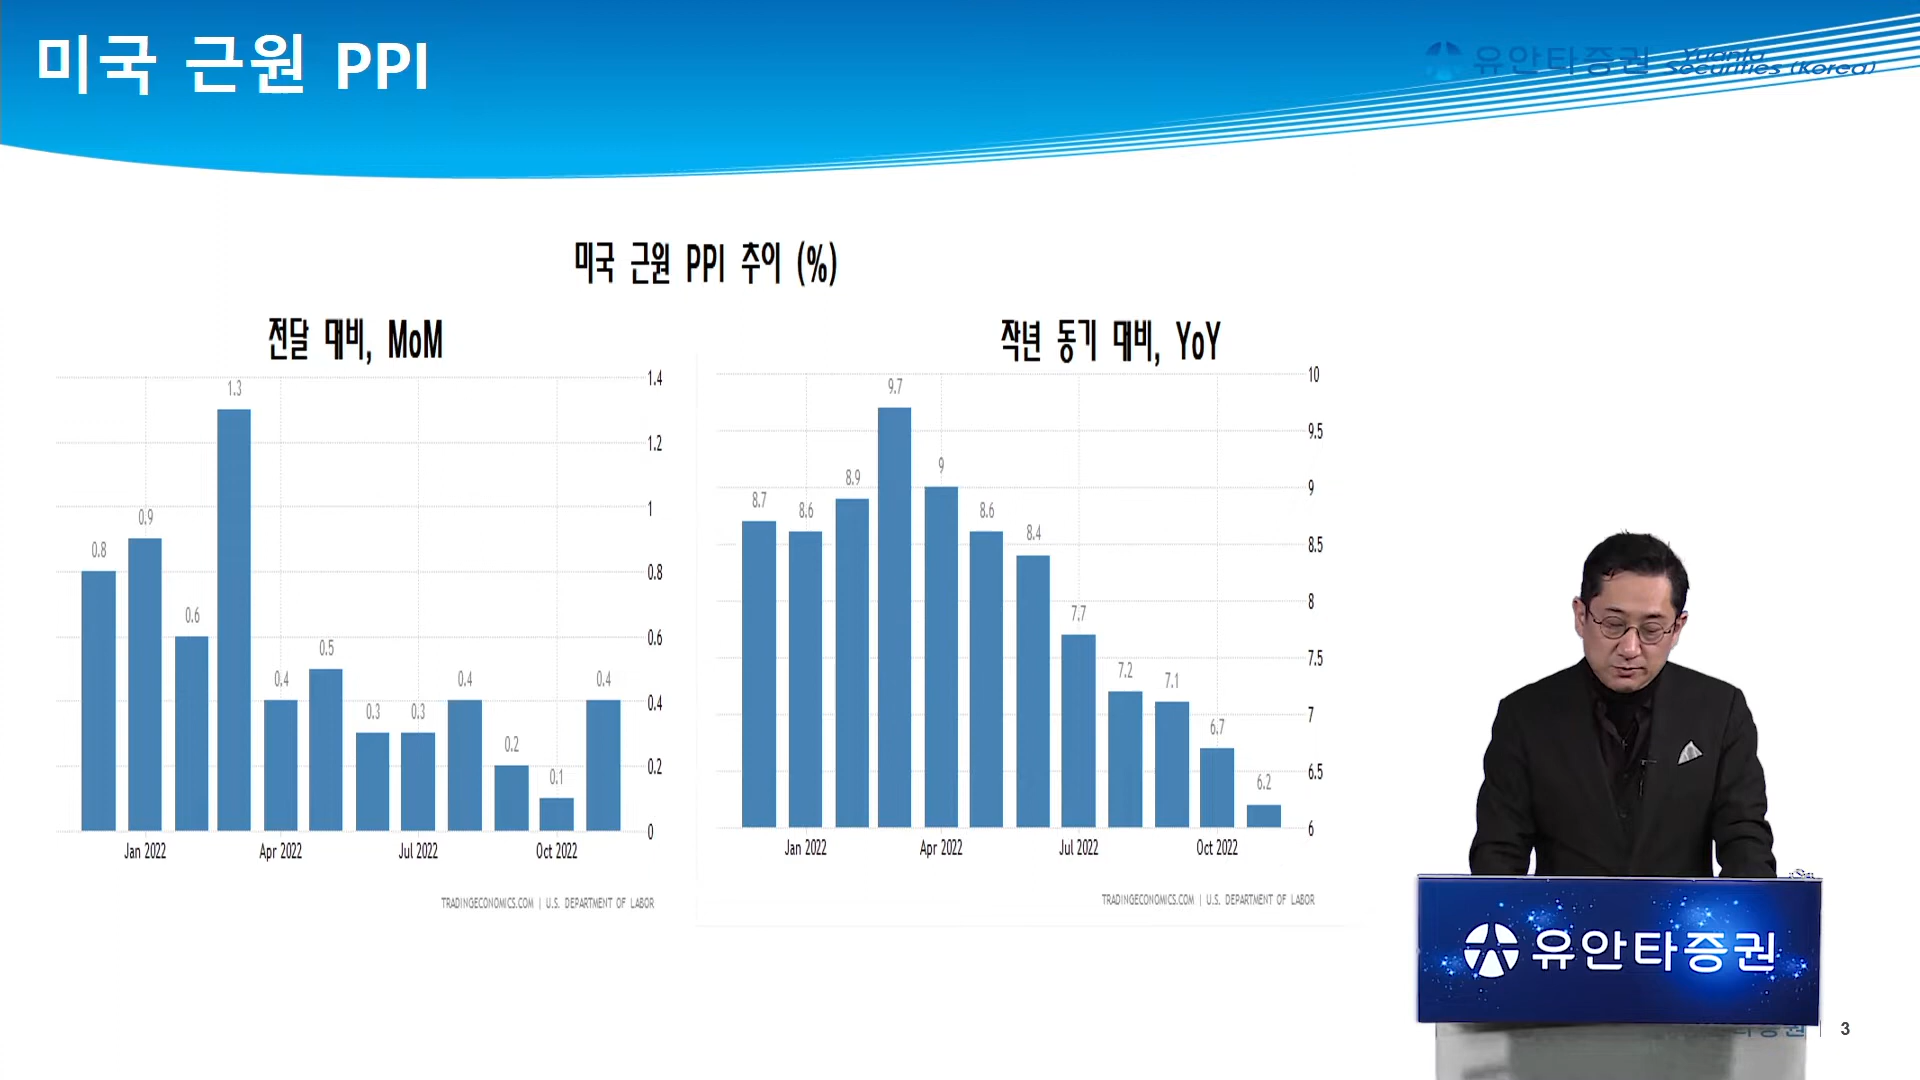 미국 근원 PPI
유안타증권 Yuanta Securities (Korea)
미국 근원 PPI 추이 (%)
전달 대비, MoM
1.4
1.2
1
0.8
0.6
0.4
0.2
0
0.8
0.9
0.6
1.3
0.4
0.5
0.3
0.3
0.4
0.2
0.1
0.4
Jan 2022
Apr 2022
Jul 2022
Oct 2022
TRADINGECONOMICS.COM | U.S. DEPARTMENT OF LABOR
작년 동기 대비, YoY
10
9.5
9
8.5
8
7.5
7
6.5
6
8.7
8.6
8.9
9.7
9
8.6
8.4
7.7
7.2
7.1
6.7
6.2
Jan 2022
Apr 2022
Jul 2022
Oct 2022
TRADINGECONOMICS.COM | U.S. DEPARTMENT OF LABOR
유안타증권
3